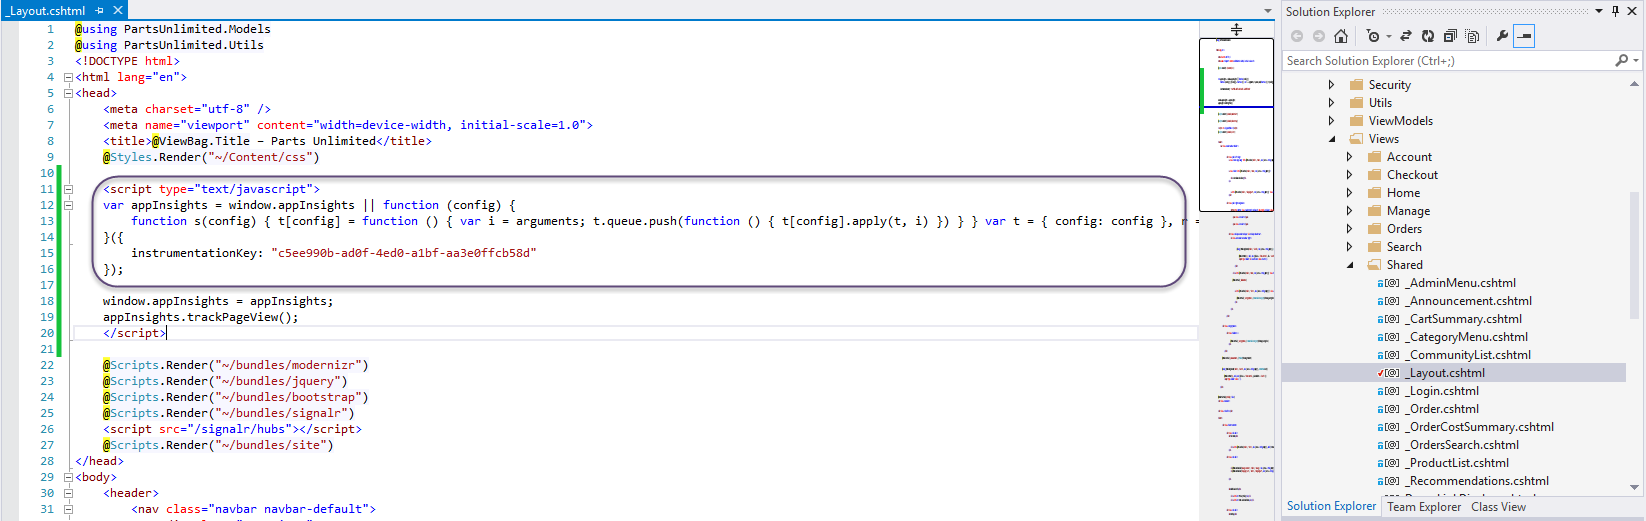 _Layout.cshtml
1 @using PartsUnlimited.Models
2 @using PartsUnlimited.Utils
3 <!DOCTYPE html>
4 <html lang="en">
5 <head>
6 <meta charset="utf-8" />
7 <meta name="viewport" content="width=device-width, initial-scale=1.0">
8 <title>@ViewBag.Title – Parts Unlimited</title>
9 @Styles.Render("~/Content/css")
10
11 <script type="text/javascript">
12 var appInsights = window.appInsights || function (config) {
13 function s(config) { t[config] = function () { var i = arguments; t.queue.push(function () { t[config].apply(t, i) }) } } var t = { config: config }, r =
14 }({
15 instrumentationKey: "c5ee990b-ad0f-4ed0-a1bf-aa3e0ffcb58d"
16 });
17
18 window.appInsights = appInsights;
19 appInsights.trackPageView();
20 </script>
21
22 @Scripts.Render("~/bundles/modernizr")
23 @Scripts.Render("~/bundles/jquery")
24 @Scripts.Render("~/bundles/bootstrap")
25 @Scripts.Render("~/bundles/signalr")
26 <script src="/signalr/hubs"></script>
27 @Scripts.Render("~/bundles/site")
28 </head>
29 <body>
30 <header>
31 <nav class="navbar navbar-default">
Solution Explorer
Search Solution Explorer (Ctrl+;)
Security
Utils
ViewModels
Views
Account
Checkout
Home
Manage
Orders
Search
Shared
_AdminMenu.cshtml
_Announcement.cshtml
_CartSummary.cshtml
_CategoryMenu.cshtml
_CommunityList.cshtml
_Layout.cshtml
_Login.cshtml
_Order.cshtml
_OrderCostSummary.cshtml
_OrdersSearch.cshtml
_ProductList.cshtml
_Recommendations.cshtml
Solution Explorer Team Explorer Class View